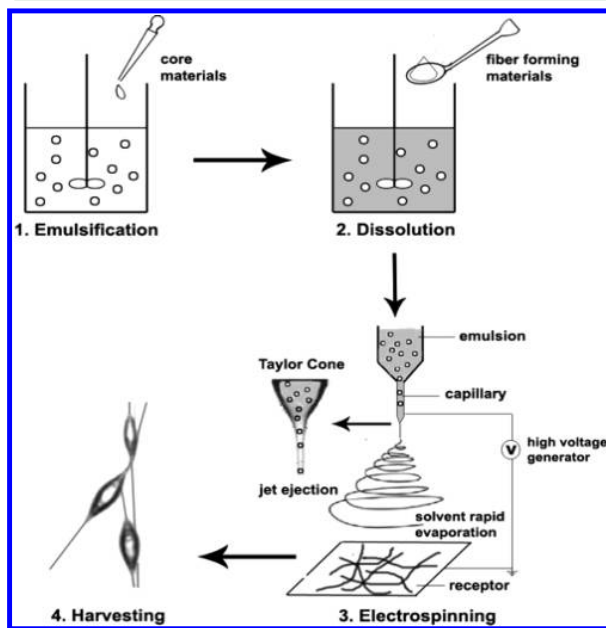 core
materials
fiber forming
materials
1. Emulsification
2. Dissolution
emulsion
Taylor Cone
capillary
V
high voltage
generator
jet ejection
solvent rapid
evaporation
receptor
4. Harvesting
3. Electrospinning